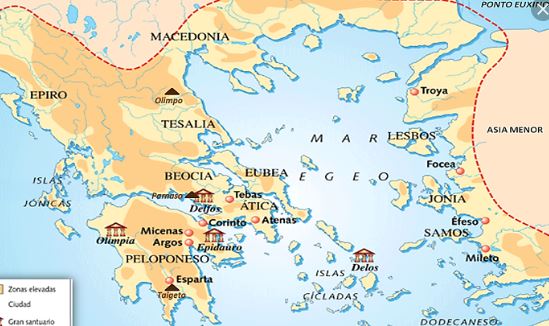 PONTO EUXINO
MACEDONIA
EPIRO
Olimpo
Troya
TESALIA
MAR
LESBOS
ASIA MENOR
Focea
ISLAS
JÓNICAS
BEOCIA
EUBEA
EGEO
Parnaso
Delfos
Tebas
ÁTICA
JONIA
Corinto
Atenas
Éfeso
Olimpia
Micenas
Argos
Epidauro
SAMOS
PELOPONESO
Delos
Mileto
Esparta
Taigeto
ISLAS
CÍCLADAS
DODECANESO
Zonas elevadas
Ciudad
Gran santuario